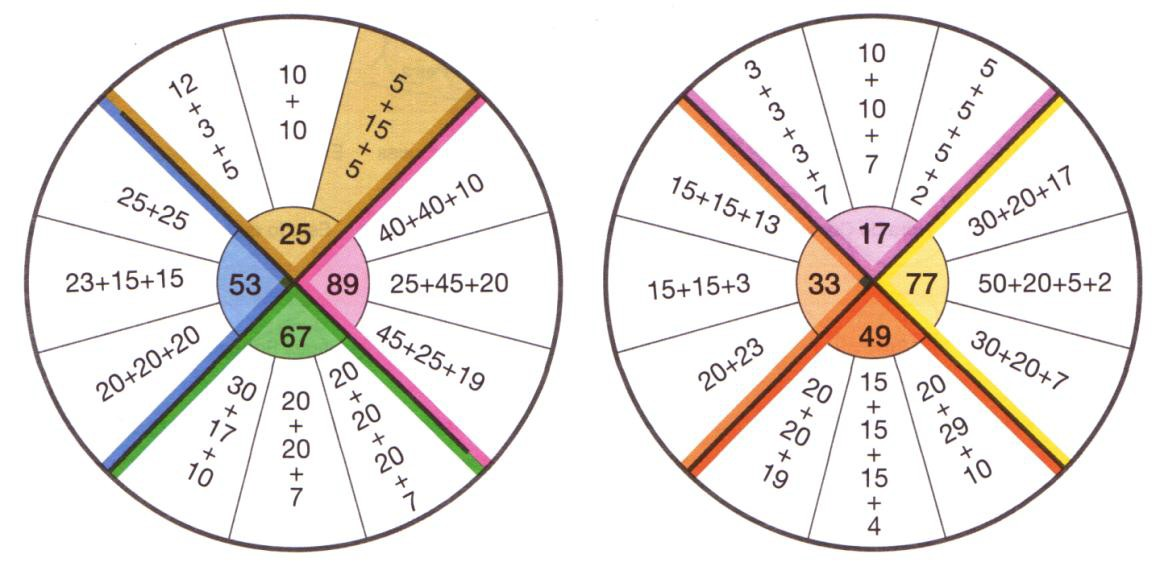 12 + 3 + 5
10 + 10
5 + 15 + 5
25
25+25
23+15+15
20+20+20
53
40+40+10
25+45+20
45+25+19
89
67
30 + 17 + 10
20 + 20 + 7
20 + 20 + 20 + 7
3 + 3 + 3 + 7
10 + 10 + 7
5 + 5 + 5 + 2
17
15+15+13
15+15+3
20+23
33
30+20+17
50+20+5+2
30+20+7
77
49
20 + 20 + 19
15 + 15 + 15 + 4
20 + 29 + 10